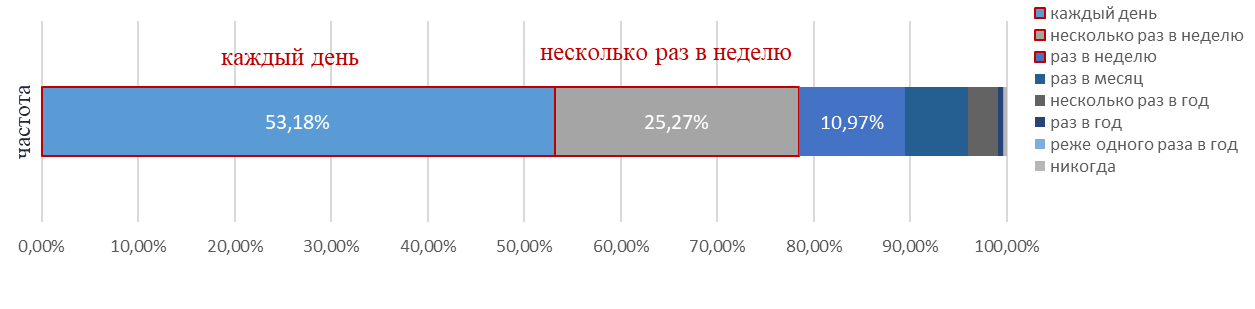 каждый день
несколько раз в неделю
частота
53,18%
25,27%
10,97%
0,00%
10,00%
20,00%
30,00%
40,00%
50,00%
60,00%
70,00%
80,00%
90,00%
100,00%
каждый день
несколько раз в неделю
раз в неделю
раз в месяц
несколько раз в год
раз в год
реже одного раза в год
никогда